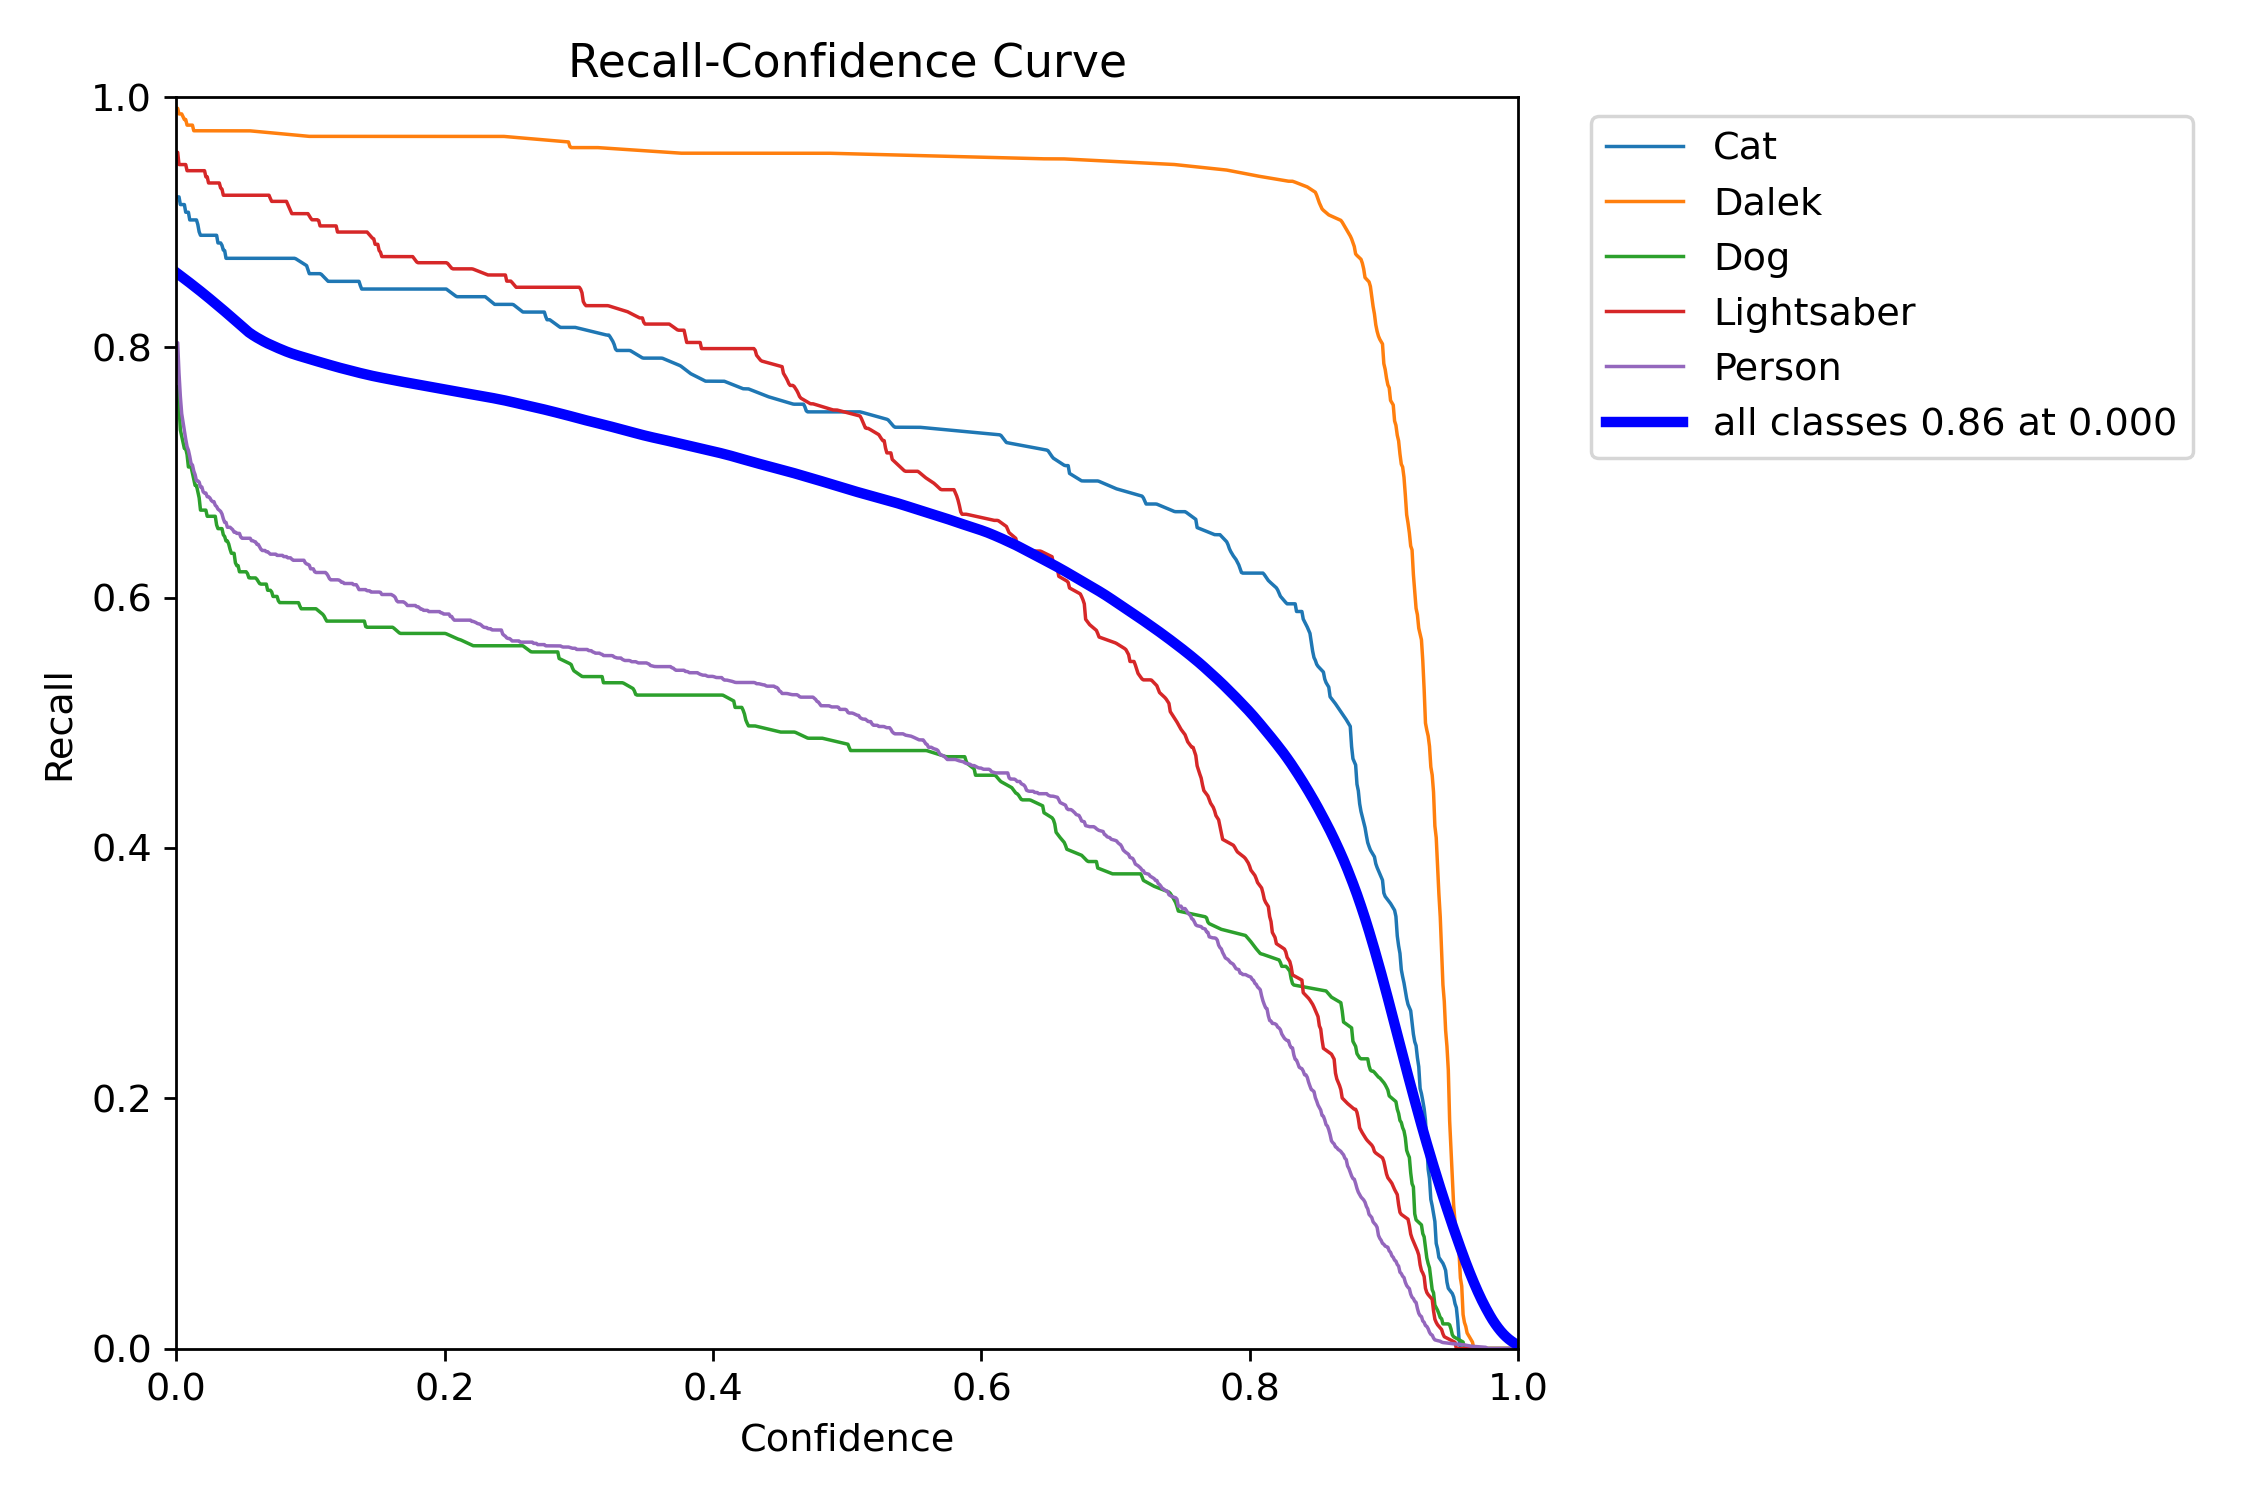 Recall-Confidence Curve
1.0
0.8
0.6
0.4
0.2
0.0
Recall
0.0 0.2 0.4 0.6 0.8 1.0
Confidence
Cat
Dalek
Dog
Lightsaber
Person
all classes 0.86 at 0.000